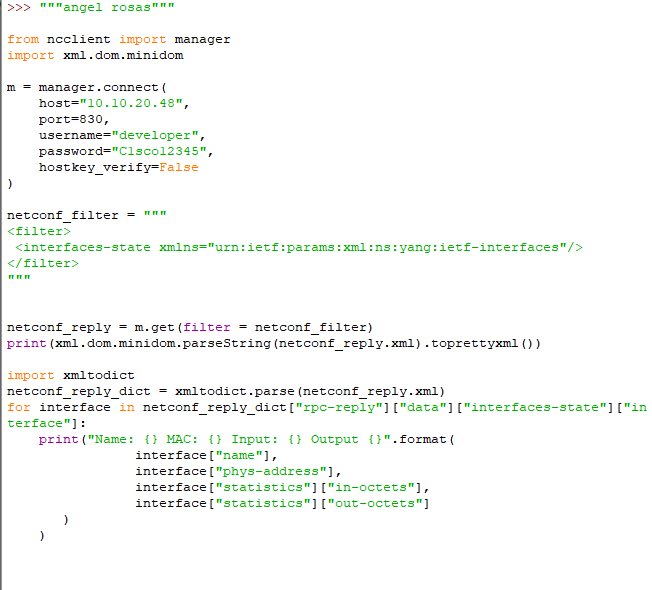 >>> """angel rosas"""
from ncclient import manager
import xml.dom.minidom
m = manager.connect(
    host="10.10.20.48",
    port=830,
    username="developer",
    password="C1sco12345",
    hostkey_verify=False
)
netconf_filter = """
<filter>
 <interfaces-state xmlns="urn:ietf:params:xml:ns:yang:ietf-interfaces"/>
</filter>
"""
netconf_reply = m.get(filter = netconf_filter)
print(xml.dom.minidom.parseString(netconf_reply.xml).toprettyxml())
import xmltodict
netconf_reply_dict = xmltodict.parse(netconf_reply.xml)
for interface in netconf_reply_dict["rpc-reply"]["data"]["interfaces-state"]["in
terface"]:
    print("Name: {} MAC: {} Input: {} Output {}".format(
                interface["name"],
                interface["phys-address"],
                interface["statistics"]["in-octets"],
                interface["statistics"]["out-octets"]
       )
    )